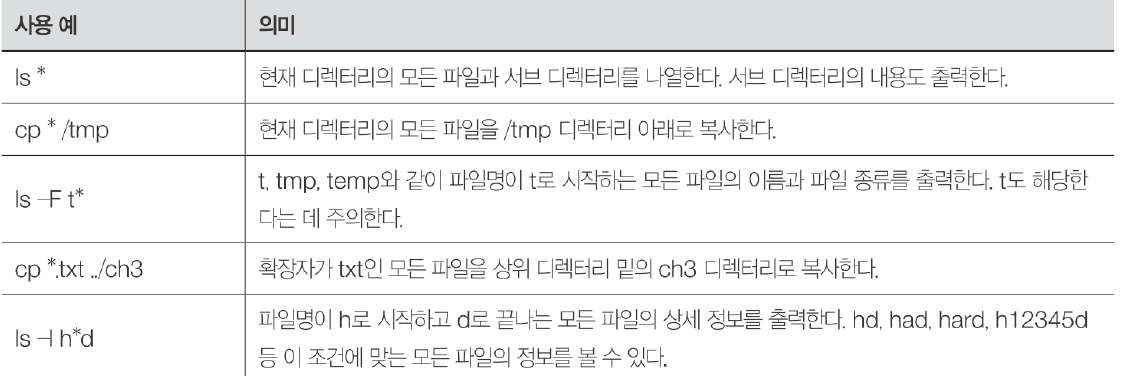 사용 예 의미
ls * 현재 디렉터리의 모든 파일과 서브 디렉터리를 나열한다. 서브 디렉터리의 내용도 출력한다.
cp * /tmp 현재 디렉터리의 모든 파일을 /tmp 디렉터리 아래로 복사한다.
ls –F t* t, tmp, temp와 같이 파일명이 t로 시작하는 모든 파일의 이름과 파일 종류를 출력한다. t도 해당한
다는 데 주의한다.
cp *.txt ../ch3 확장자가 txt인 모든 파일을 상위 디렉터리 밑의 ch3 디렉터리로 복사한다.
ls –l h*d 파일명이 h로 시작하고 d로 끝나는 모든 파일의 상세 정보를 출력한다. hd, had, hard, h12345d
등 이 조건에 맞는 모든 파일의 정보를 볼 수 있다.